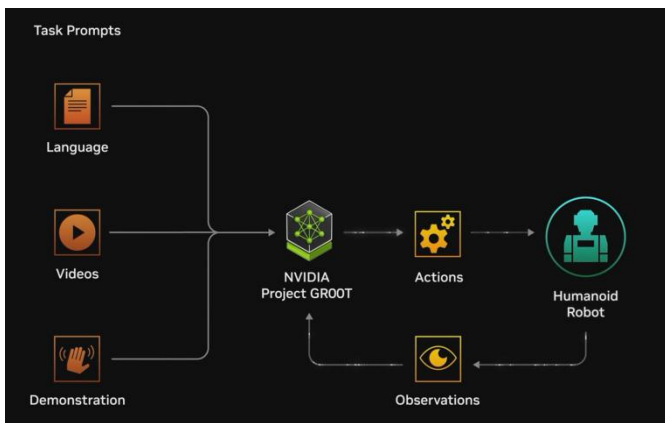 Task Prompts
Language
Videos
Demonstration
NVIDIA
Project GR00T
Actions
Humanoid
Robot
Observations